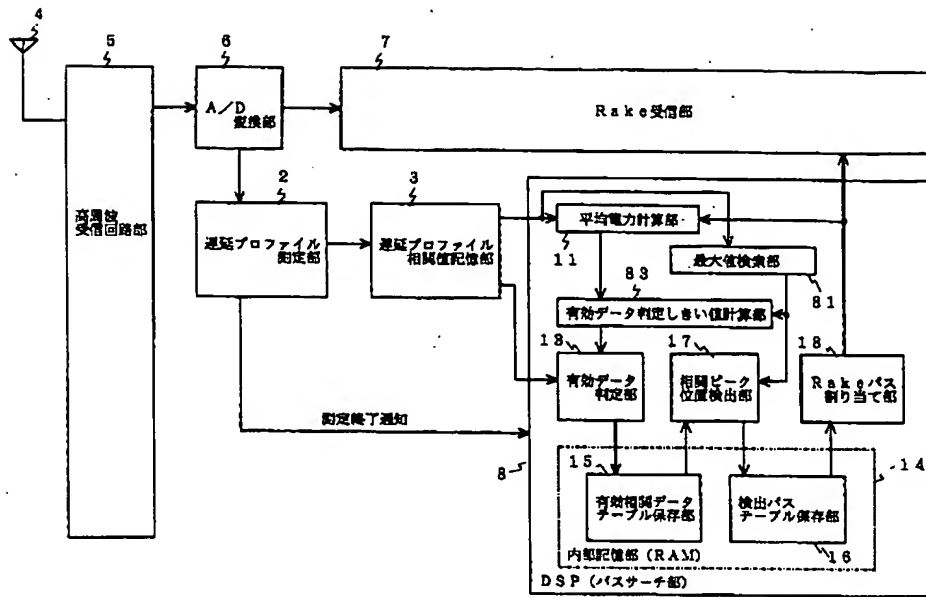 4
5
6
7
A/D
変換部
Rake受信部
2
3
高周波
受信回路部
遅延プロファイル
測定部
遅延プロファイル
相関値記憶部
平均電力計算部
11
最大値検索部
81
83
有効データ判定しきい値計算部
13
17
18
有効データ
判定部
相関ピーク
位置検出部
Rakeパス
割り当て部
測定終了通知
8
14
15
有効相関データ
テーブル保存部
検出パス
テーブル保存部
16
内部記憶部(RAM)
DSP(パスサーチ部)